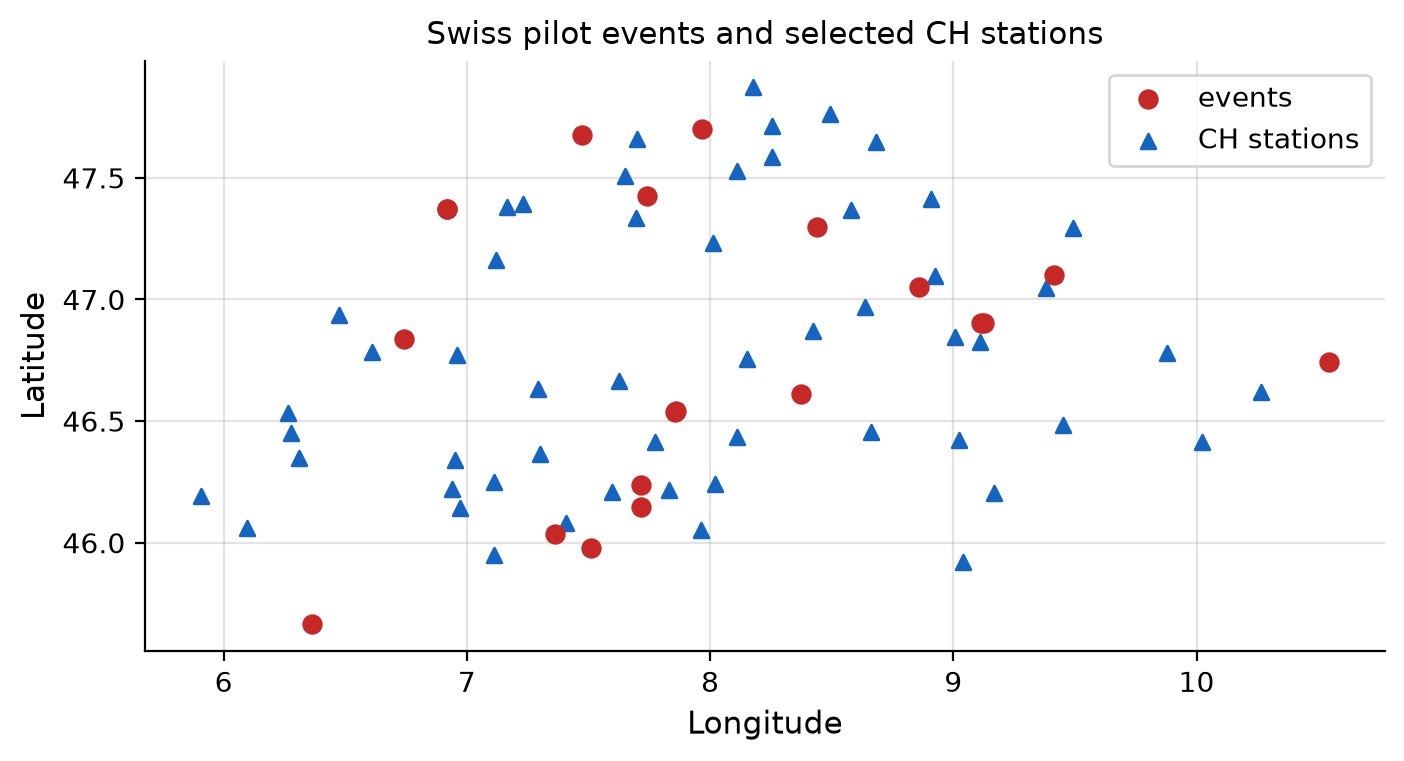 Swiss pilot events and selected CH stations
events
CH stations
Latitude
47.5
47.0
46.5
46.0
6 7 8 9 10
Longitude